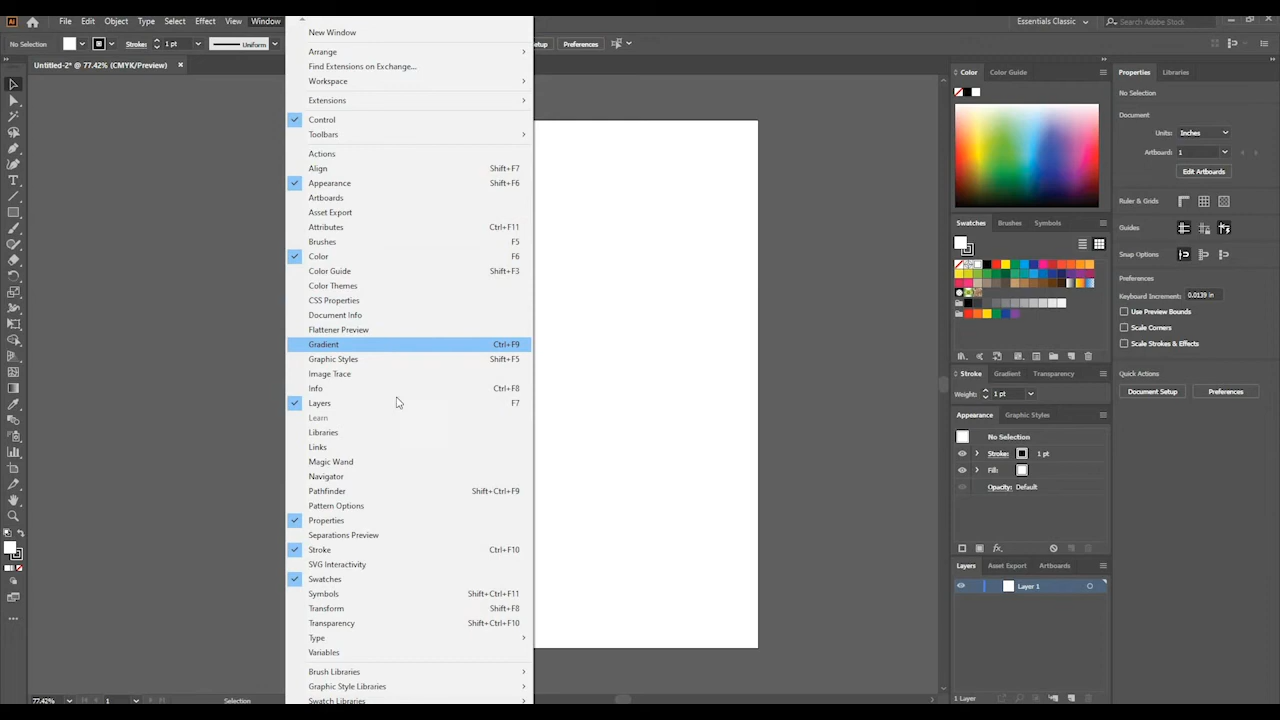 Ai File Edit Object Type Select Effect View Window Essentials Classic Search Adobe Stock
No Selection Stroke: 1 pt Uniform Preferences
Untitled-2* @ 77.42% (CMYK/Preview) ×
New Window
Arrange
Find Extensions on Exchange...
Workspace
Extensions
Control
Toolbars
Actions
Align Shift+F7
Appearance Shift+F6
Artboards
Asset Export
Attributes Ctrl+F11
Brushes F5
Color F6
Color Guide Shift+F3
Color Themes
CSS Properties
Document Info
Flattener Preview
Gradient Ctrl+F9
Graphic Styles Shift+F5
Image Trace
Info Ctrl+F8
Layers F7
Learn
Libraries
Links
Magic Wand
Navigator
Pathfinder Shift+Ctrl+F9
Pattern Options
Properties
Separations Preview
Stroke Ctrl+F10
SVG Interactivity
Swatches
Symbols Shift+Ctrl+F11
Transform Shift+F8
Transparency Shift+Ctrl+F10
Type
Variables
Brush Libraries
Graphic Style Libraries
Swatch Libraries
Color Color Guide
Swatches Brushes Symbols
Stroke Gradient Transparency
Weight: 1 pt
Appearance Graphic Styles
No Selection
Stroke: 1 pt
Fill:
Opacity: Default
fx
Layers Asset Export Artboards
Layer 1
1 Layer
Properties Libraries
No Selection
Document
Units: Inches
Artboard: 1
Edit Artboards
Ruler & Grids
Guides
Snap Options
Preferences
Keyboard Increment: 0.0139 in
Use Preview Bounds
Scale Corners
Scale Strokes & Effects
Quick Actions
Document Setup Preferences
77.42% 1 Selection